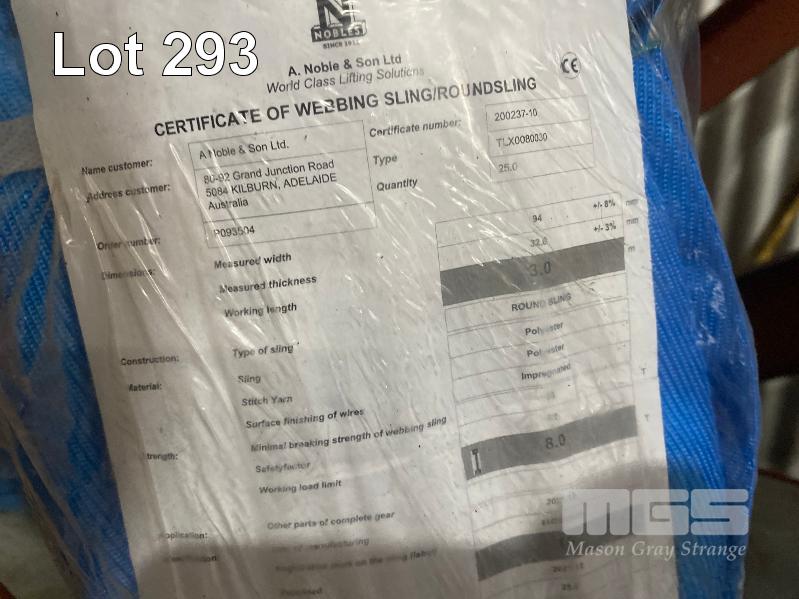 Lot 293
N
NOBLES
SINCE 1911
A. Noble & Son Ltd
World Class Lifting Solutions
CE
CERTIFICATE OF WEBBING SLING/ROUNDSLING
Name customer: A Noble & Son Ltd. Certificate number: 200237-10
Address customer: 80-92 Grand Junction Road Type TLX0080030
5084 KILBURN, ADELAIDE Quantity 25.0
Australia
Order number: P093504
Dimensions: Measured width 94 +/- 8% mm
Measured thickness 32.0 +/- 3% mm
Working length 3.0 m
Construction: Type of sling ROUND SLING
Material: Sling Polyester
Stitch Yarn Polyester
Surface finishing of wires Impregnated
Strength: Minimal breaking strength of webbing sling T
Safetyfactor
Working load limit 8.0 T
Application: Other parts of complete gear
manufacturing
MGS
Mason Gray Strange